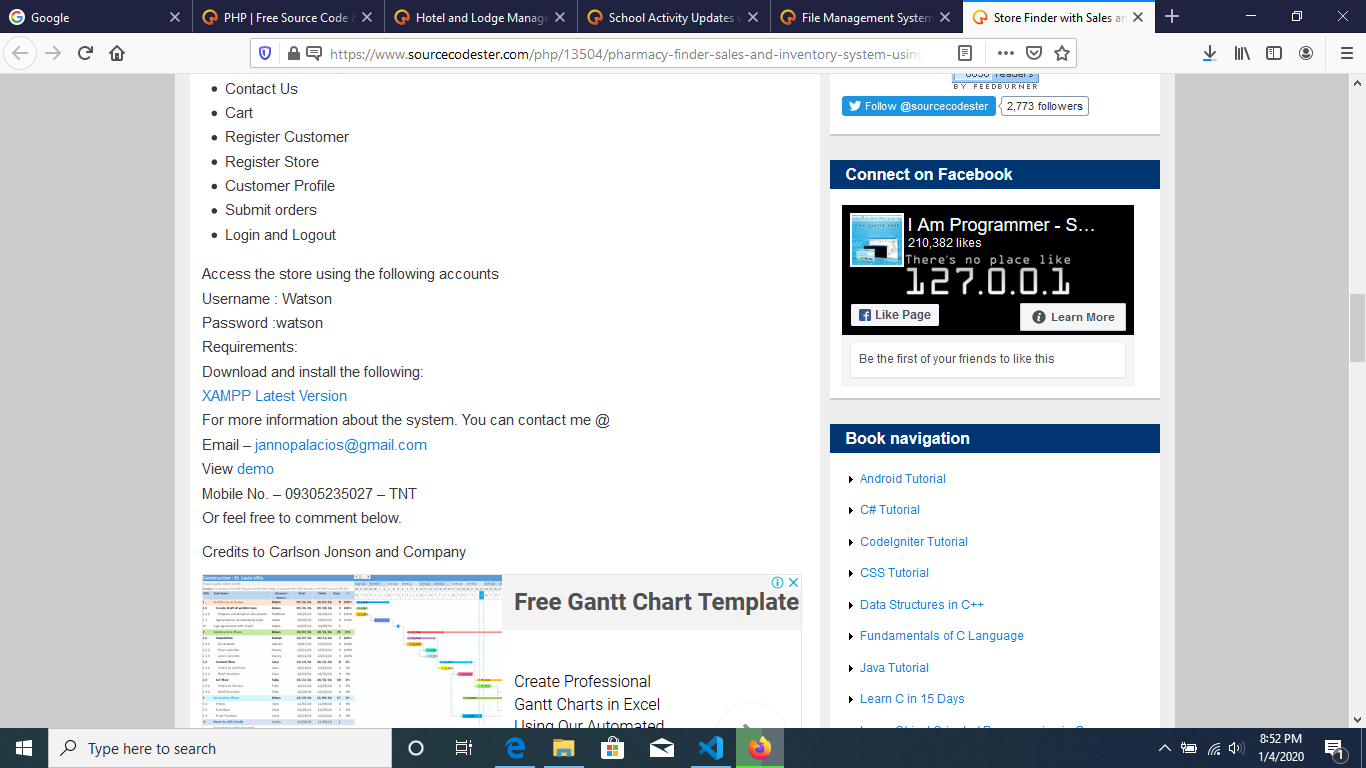 Google
PHP | Free Source Code &
Hotel and Lodge Manage
School Activity Updates w
File Management System
Store Finder with Sales an
https://www.sourcecodester.com/php/13504/pharmacy-finder-sales-and-inventory-system-using
Contact Us
Cart
Register Customer
Register Store
Customer Profile
Submit orders
Login and Logout
Access the store using the following accounts
Username : Watson
Password :watson
Requirements:
Download and install the following:
XAMPP Latest Version
For more information about the system. You can contact me @
Email – jannopalacios@gmail.com
View demo
Mobile No. – 09305235027 – TNT
Or feel free to comment below.
Credits to Carlson Jonson and Company
Construction - St. Louis Villa
Free Gantt Chart Template
Create Professional
Gantt Charts in Excel
Using Our Automated
readers
BY FEEDBURNER
Follow @sourcecodester
2,773 followers
Connect on Facebook
I Am Programmer - S…
210,382 likes
There's no place like
127.0.0.1
Like Page
Learn More
Be the first of your friends to like this
Book navigation
Android Tutorial
C# Tutorial
CodeIgniter Tutorial
CSS Tutorial
Data Structures in C++
Fundamentals of C Language
Java Tutorial
Learn C in 15 Days
Type here to search
8:52 PM
1/4/2020
1